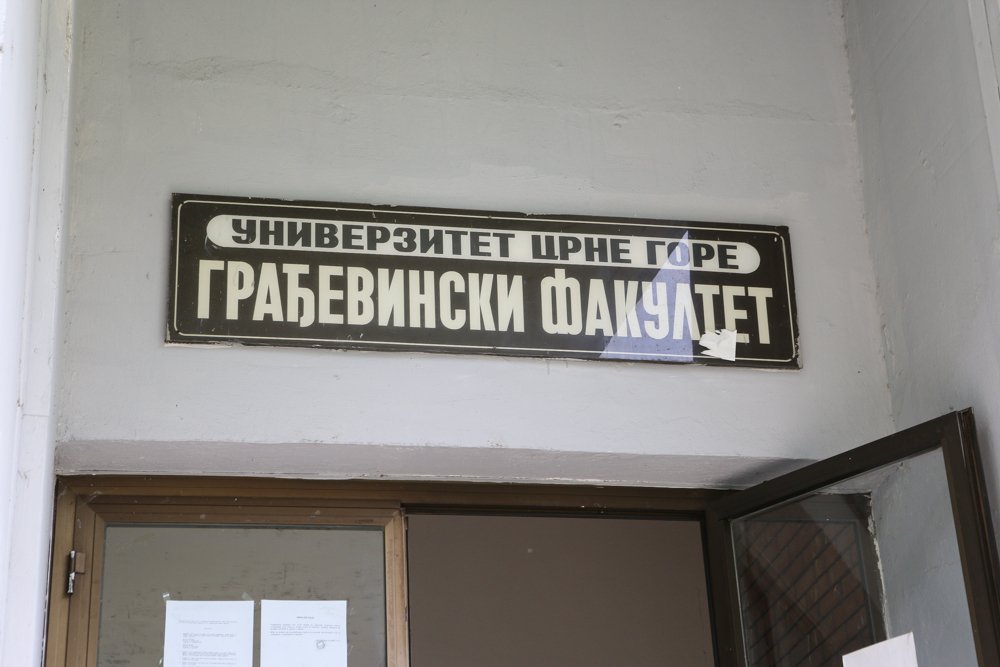 УНИВЕРЗИТЕТ ЦРНЕ ГОРЕ
ГРАЂЕВИНСКИ ФАКУЛТЕТ